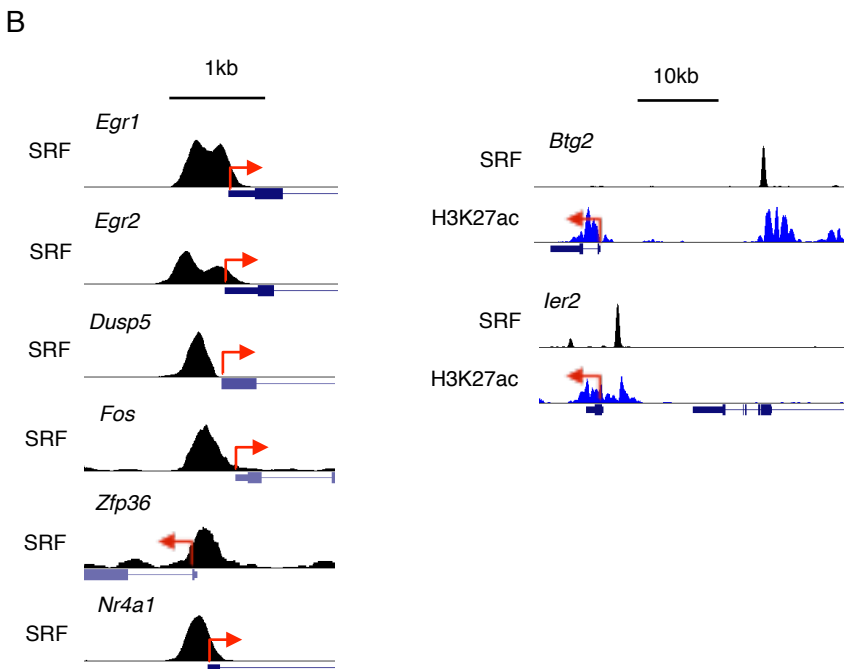 B
1kb
Egr1
SRF
Egr2
SRF
Dusp5
SRF
Fos
SRF
Zfp36
SRF
Nr4a1
SRF
10kb
Btg2
SRF
H3K27ac
Ier2
SRF
H3K27ac